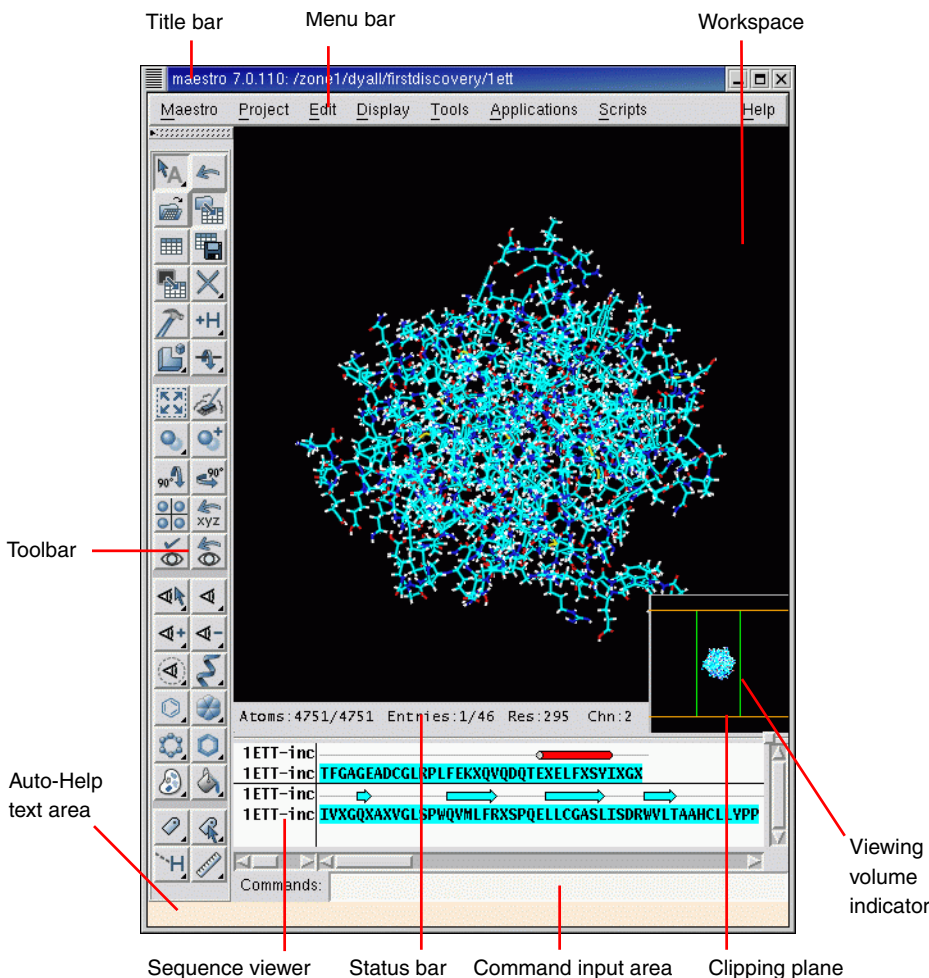 Title bar
Menu bar
Workspace
maestro 7.0.110: /zone1/dyall/firstdiscovery/1ett
Maestro Project Edit Display Tools Applications Scripts Help
A
+H
90° 90°
xyz
Toolbar
Atoms:4751/4751 Entries:1/46 Res:295 Chn:2
1ETT-inc
1ETT-inc TFGAGEADCGLRPLFEKXQVQDQTEXELFXSVIXGX
1ETT-inc
1ETT-inc IVXGQXAXVGLSPWQVMLFRXSPQELLCGASLISDRWVLTAAHCLLYPP
Auto-Help
text area
H
Commands:
Viewing
volume
indicator
Sequence viewer
Status bar
Command input area
Clipping plane